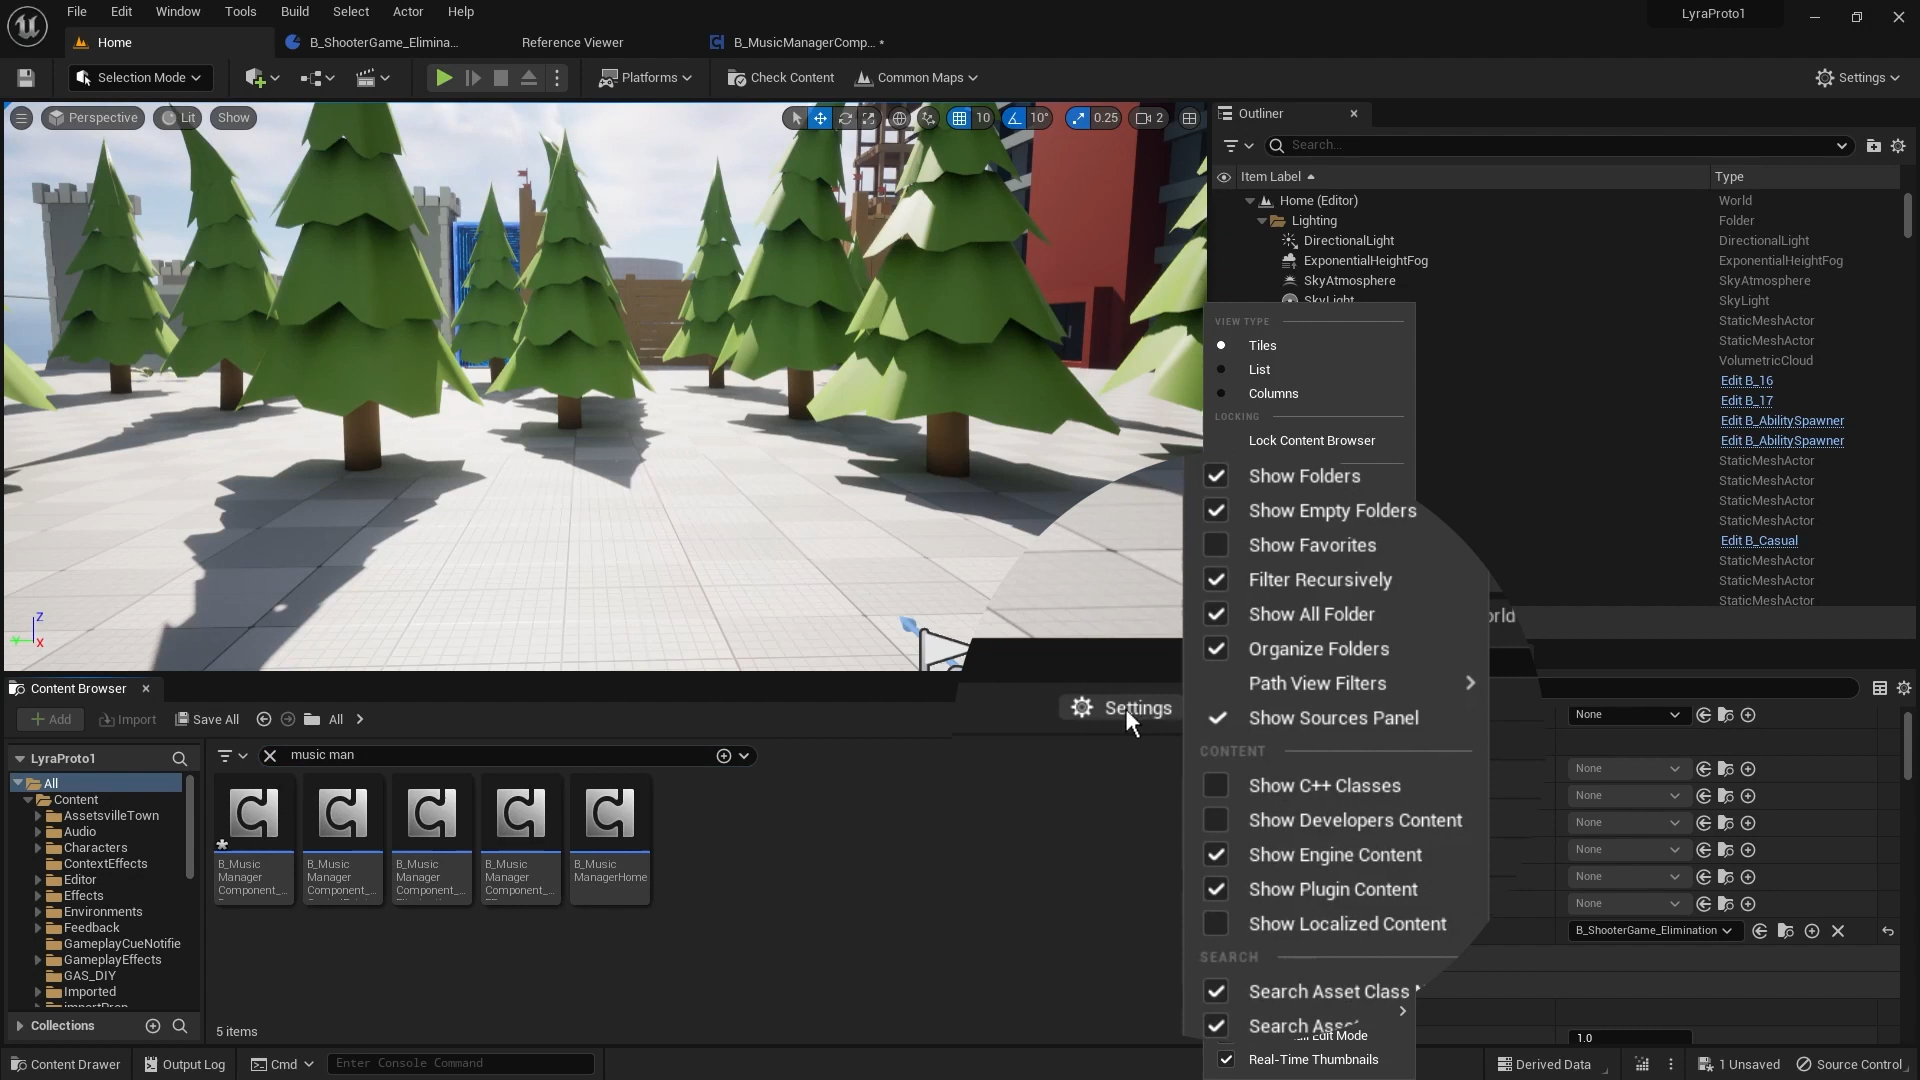 File Edit Window Tools Build Select Actor Help
LyraProto1
Home
B_ShooterGame_Elimina...
Reference Viewer
B_MusicManagerComp... *
Selection Mode
Platforms
Check Content
Common Maps
Settings
Perspective
Lit
Show
10
10°
0.25
2
Outliner
Search...
Item Label
Type
Home (Editor)
World
Lighting
Folder
DirectionalLight
DirectionalLight
ExponentialHeightFog
ExponentialHeightFog
SkyAtmosphere
SkyAtmosphere
SkyLight
SkyLight
StaticMeshActor
StaticMeshActor
VolumetricCloud
Edit B_16
Edit B_17
Edit B_AbilitySpawner
Edit B_AbilitySpawner
StaticMeshActor
StaticMeshActor
StaticMeshActor
StaticMeshActor
Edit B_Casual
StaticMeshActor
StaticMeshActor
StaticMeshActor
VIEW TYPE
Tiles
List
Columns
LOCKING
Lock Content Browser
Show Folders
Show Empty Folders
Show Favorites
Filter Recursively
Show All Folder
Organize Folders
Path View Filters
Show Sources Panel
CONTENT
Show C++ Classes
Show Developers Content
Show Engine Content
Show Plugin Content
Show Localized Content
SEARCH
Search Asset Class
Search
Edit Mode
Real-Time Thumbnails
Z
Y
X
Settings
Content Browser
Add
Import
Save All
All
LyraProto1
music man
All
Content
AssetsvilleTown
Audio
Characters
ContextEffects
Editor
Effects
Environments
Feedback
GameplayCueNotifie
GameplayEffects
GAS_DIY
Imported
Collections
B_Music
Manager
Component_...
B_Music
Manager
Component_...
B_Music
Manager
Component_...
B_Music
Manager
Component_...
B_Music
ManagerHome
5 items
None
None
None
None
None
None
None
B_ShooterGame_Elimination
1.0
Content Drawer
Output Log
Cmd
Enter Console Command
Derived Data
1 Unsaved
Source Control